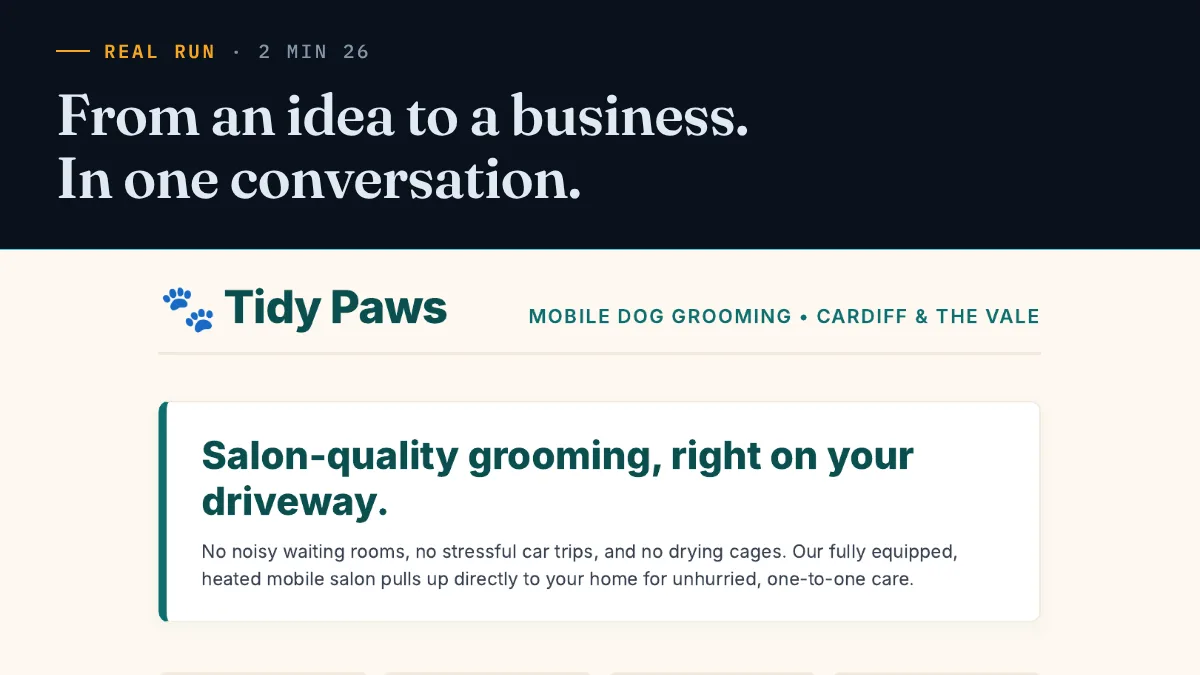 REAL RUN · 2 MIN 26
From an idea to a business.
In one conversation.
Tidy Paws
MOBILE DOG GROOMING • CARDIFF & THE VALE
Salon-quality grooming, right on your
driveway.
No noisy waiting rooms, no stressful car trips, and no drying cages. Our fully equipped,
heated mobile salon pulls up directly to your home for unhurried, one-to-one care.